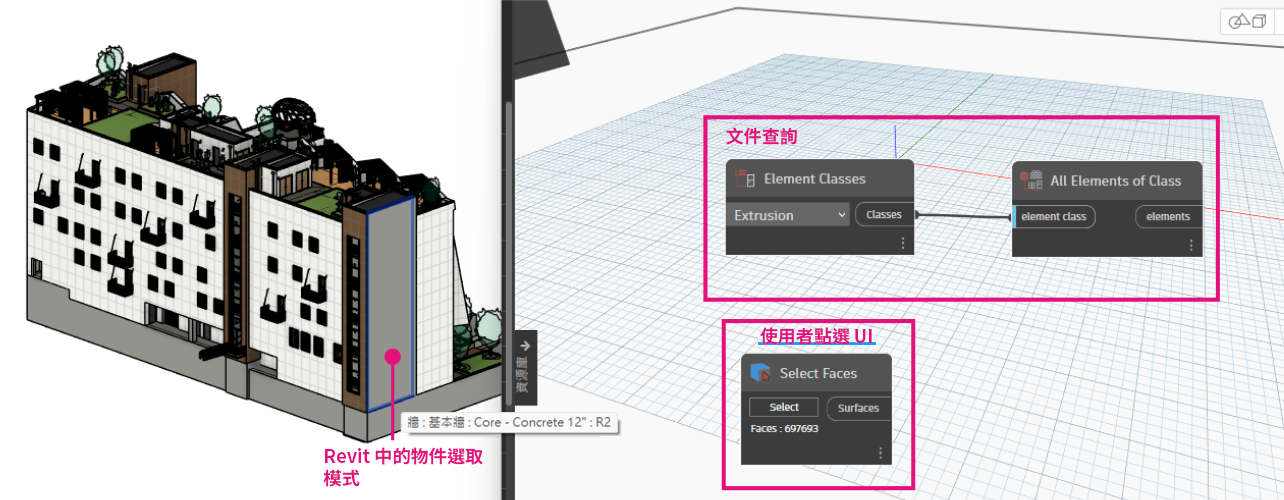 文件查詢
Element Classes
Extrusion
Classes
All Elements of Class
element class
elements
使用者點選 UI
Select Faces
Select
Surfaces
Faces : 697693
資源庫
牆 : 基本牆 : Core - Concrete 12" : R2
Revit 中的物件選取
模式